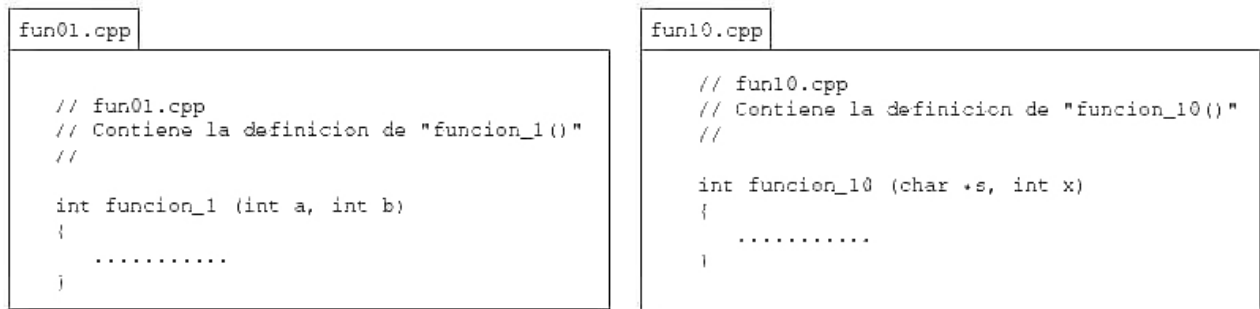 fun01.cpp
// fun01.cpp
// Contiene la definicion de "funcion_1()"
//
int funcion_1 (int a, int b)
{
...........
}
fun10.cpp
// fun10.cpp
// Contiene la definicion de "funcion_10()"
//
int funcion_10 (char *s, int x)
{
...........
}